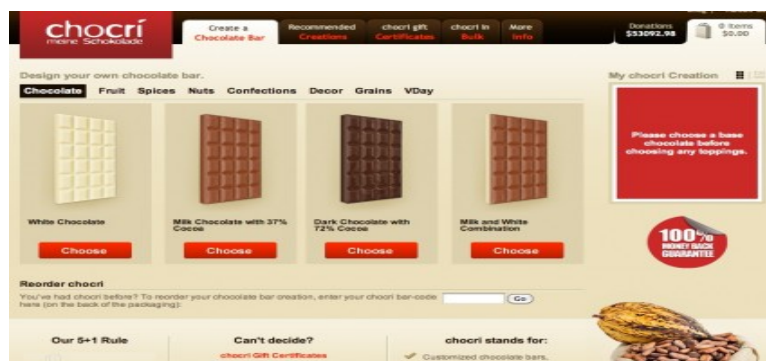 chocrí
meine Schokolade
Create a
Chocolate Bar
Recommended
Creations
chocri gift
Certificates
chocri in
Bulk
More
Info
Donations
$53092.98
0 items
$0.00
Design your own chocolate bar.
Chocolate Fruit Spices Nuts Confections Decor Grains VDay
White Chocolate
Choose
Milk Chocolate with 37%
Cocoa
Choose
Dark Chocolate with
72% Cocoa
Choose
Milk and White
Combination
Choose
My chocri Creation
Please choose a base
chocolate before
choosing any toppings.
100%
MONEY BACK
GUARANTEE
Reorder chocri
You've had chocri before? To reorder your chocolate bar creation, enter your chocri bar-code
here (on the back of the packaging):
Go
Our 5+1 Rule
Can't decide?
chocri Gift Certificates
chocri stands for:
Customized chocolate bars,